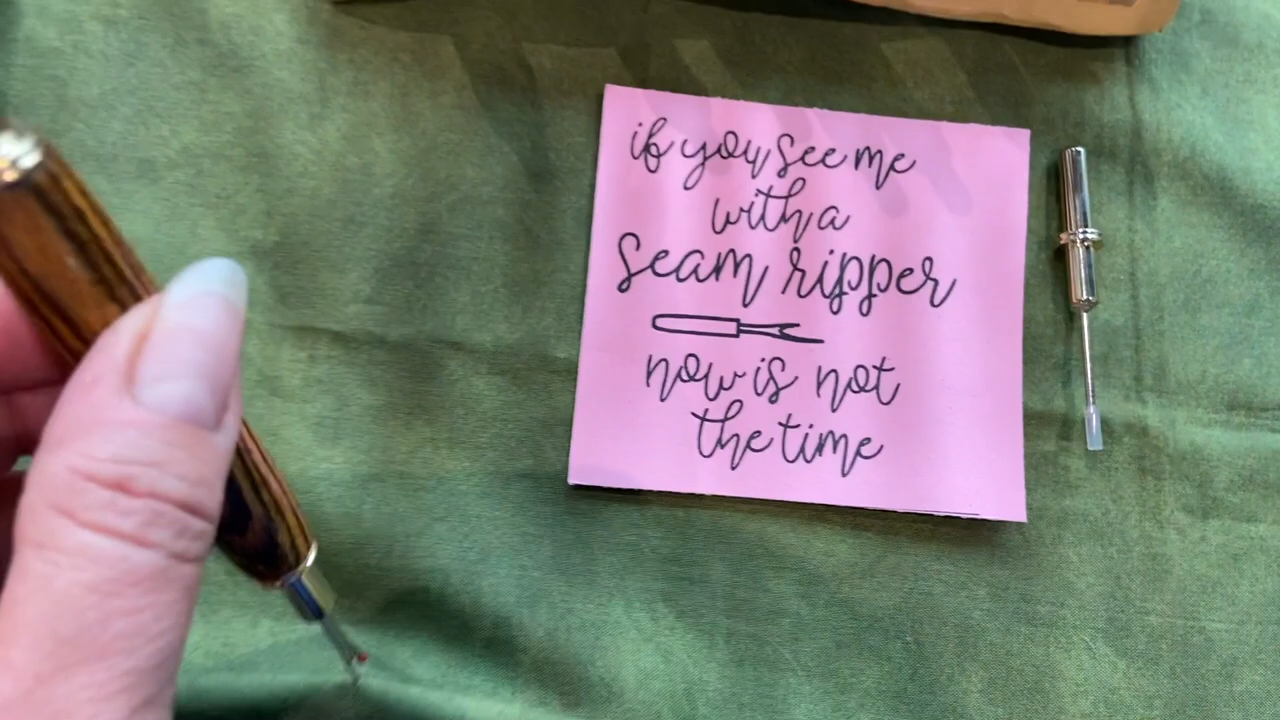 if you see me
with a
seam ripper
now is not
the time